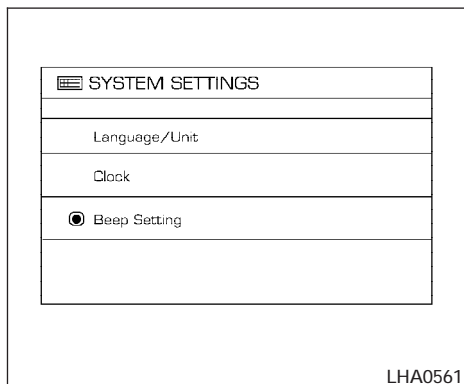 SYSTEM SETTINGS
Language/Unit
Clock
Beep Setting
LHA0561